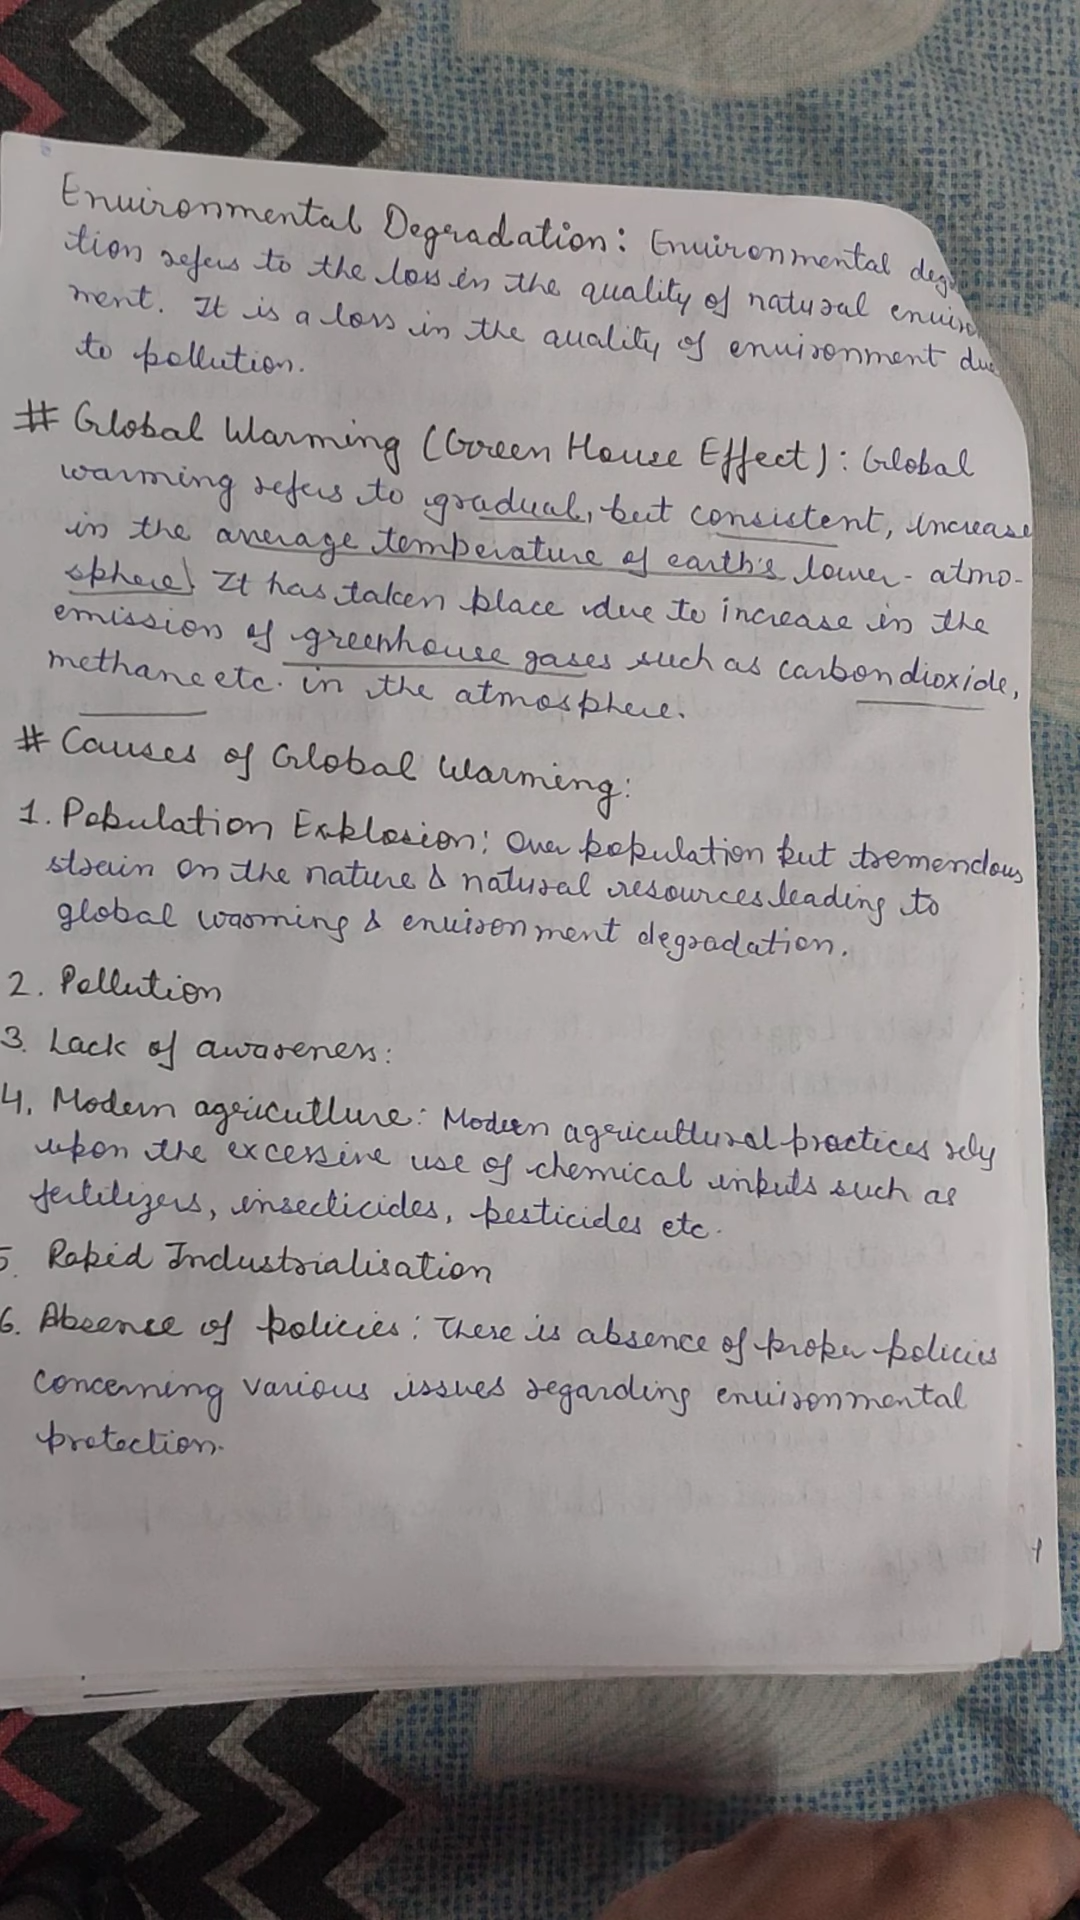 Environmental Degradation: Environmental deg
tion refers to the loss in the quality of natural enviro
ment. It is a loss in the quality of environment due
to pollution.
# Global Warming (Green House Effect): Global
warming refers to gradual, but consistent, increase
in the average temperature of earth's lower - atmo-
sphere. It has taken place due to increase in the
emission of greenhouse gases such as carbondioxide,
methane etc. in the atmosphere.
# Causes of Global Warming:
1. Population Explosion: Over population put tremendous
strain on the nature & natural resources leading to
global warming & environment degradation.
2. Pollution
3. Lack of awareness:
4. Modern agricutlure: Modern agricultural practices rely
upon the excessive use of chemical inputs such as
fertilizers, insecticides, pesticides etc.
5. Rapid Industrialisation
6. Absence of policies: There is absence of proper policies
concerning various issues regarding environmental
protection.